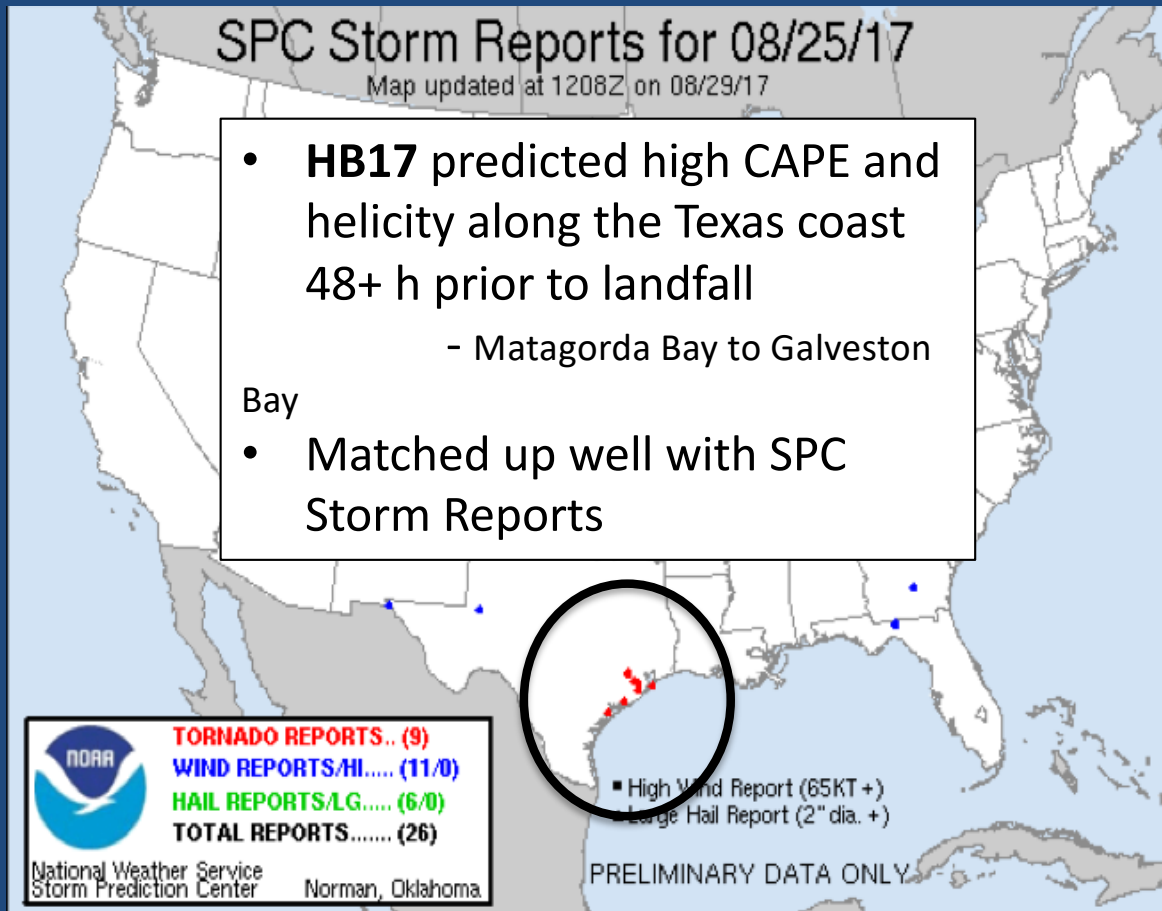 SPC Storm Reports for 08/25/17
Map updated at 1208Z on 08/29/17
• HB17 predicted high CAPE and
helicity along the Texas coast
48+ h prior to landfall
- Matagorda Bay to Galveston
Bay
• Matched up well with SPC
Storm Reports
NOAA
TORNADO REPORTS.. (9)
WIND REPORTS/HI..... (11/0)
HAIL REPORTS/LG..... (6/0)
TOTAL REPORTS....... (26)
National Weather Service
Storm Prediction Center Norman, Oklahoma
High Wind Report (65KT +)
Large Hail Report (2" dia. +)
PRELIMINARY DATA ONLY